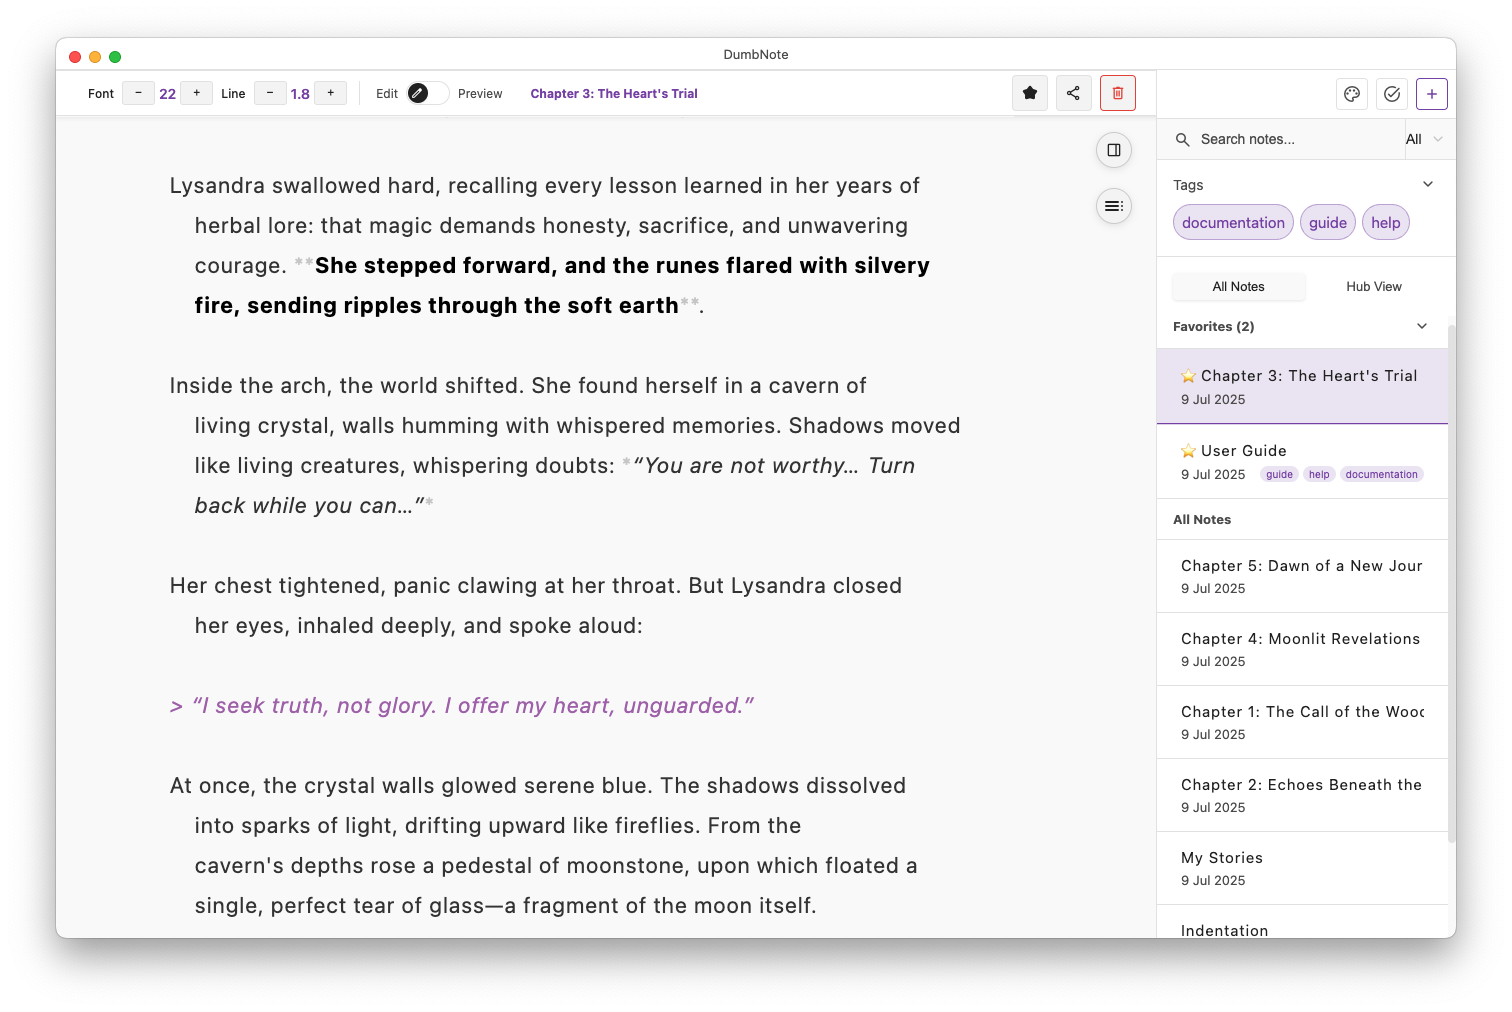 DumbNote
Font − 22 + Line − 1.8 + Edit Preview Chapter 3: The Heart's Trial
Lysandra swallowed hard, recalling every lesson learned in her years of
herbal lore: that magic demands honesty, sacrifice, and unwavering
courage. **She stepped forward, and the runes flared with silvery
fire, sending ripples through the soft earth**.
Inside the arch, the world shifted. She found herself in a cavern of
living crystal, walls humming with whispered memories. Shadows moved
like living creatures, whispering doubts: *“You are not worthy… Turn
back while you can…”*
Her chest tightened, panic clawing at her throat. But Lysandra closed
her eyes, inhaled deeply, and spoke aloud:
> “I seek truth, not glory. I offer my heart, unguarded.”
At once, the crystal walls glowed serene blue. The shadows dissolved
into sparks of light, drifting upward like fireflies. From the
cavern's depths rose a pedestal of moonstone, upon which floated a
single, perfect tear of glass—a fragment of the moon itself.
+
Search notes... All
Tags
documentation guide help
All Notes Hub View
Favorites (2)
Chapter 3: The Heart's Trial
9 Jul 2025
User Guide
9 Jul 2025 guide help documentation
All Notes
Chapter 5: Dawn of a New Jour
9 Jul 2025
Chapter 4: Moonlit Revelations
9 Jul 2025
Chapter 1: The Call of the Wood
9 Jul 2025
Chapter 2: Echoes Beneath the
9 Jul 2025
My Stories
9 Jul 2025
Indentation